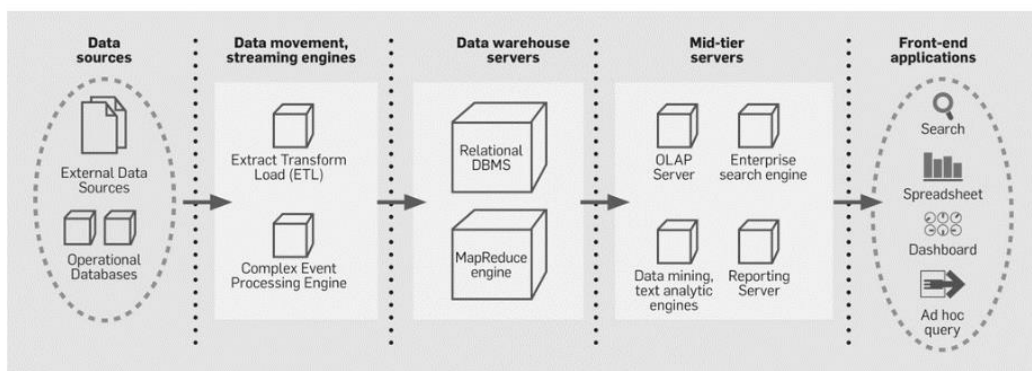 Data
sources
External Data
Sources
Operational
Databases
Data movement,
streaming engines
Extract Transform
Load (ETL)
Complex Event
Processing Engine
Data warehouse
servers
Relational
DBMS
MapReduce
engine
Mid-tier
servers
OLAP
Server
Enterprise
search engine
Data mining,
text analytic
engines
Reporting
Server
Front-end
applications
Search
Spreadsheet
Dashboard
Ad hoc
query